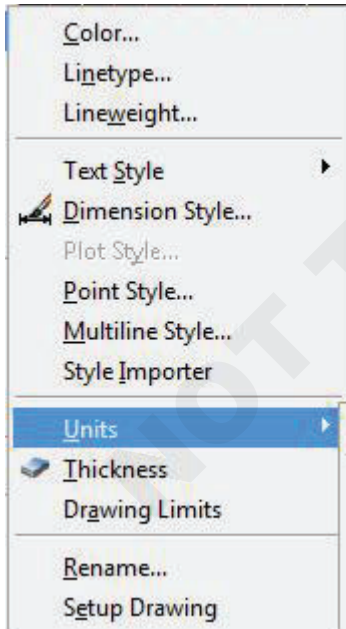 Color...
Linetype...
Lineweight...
Text Style
Dimension Style...
Plot Style...
Point Style...
Multiline Style...
Style Importer
Units
Thickness
Drawing Limits
Rename...
Setup Drawing
NOT T